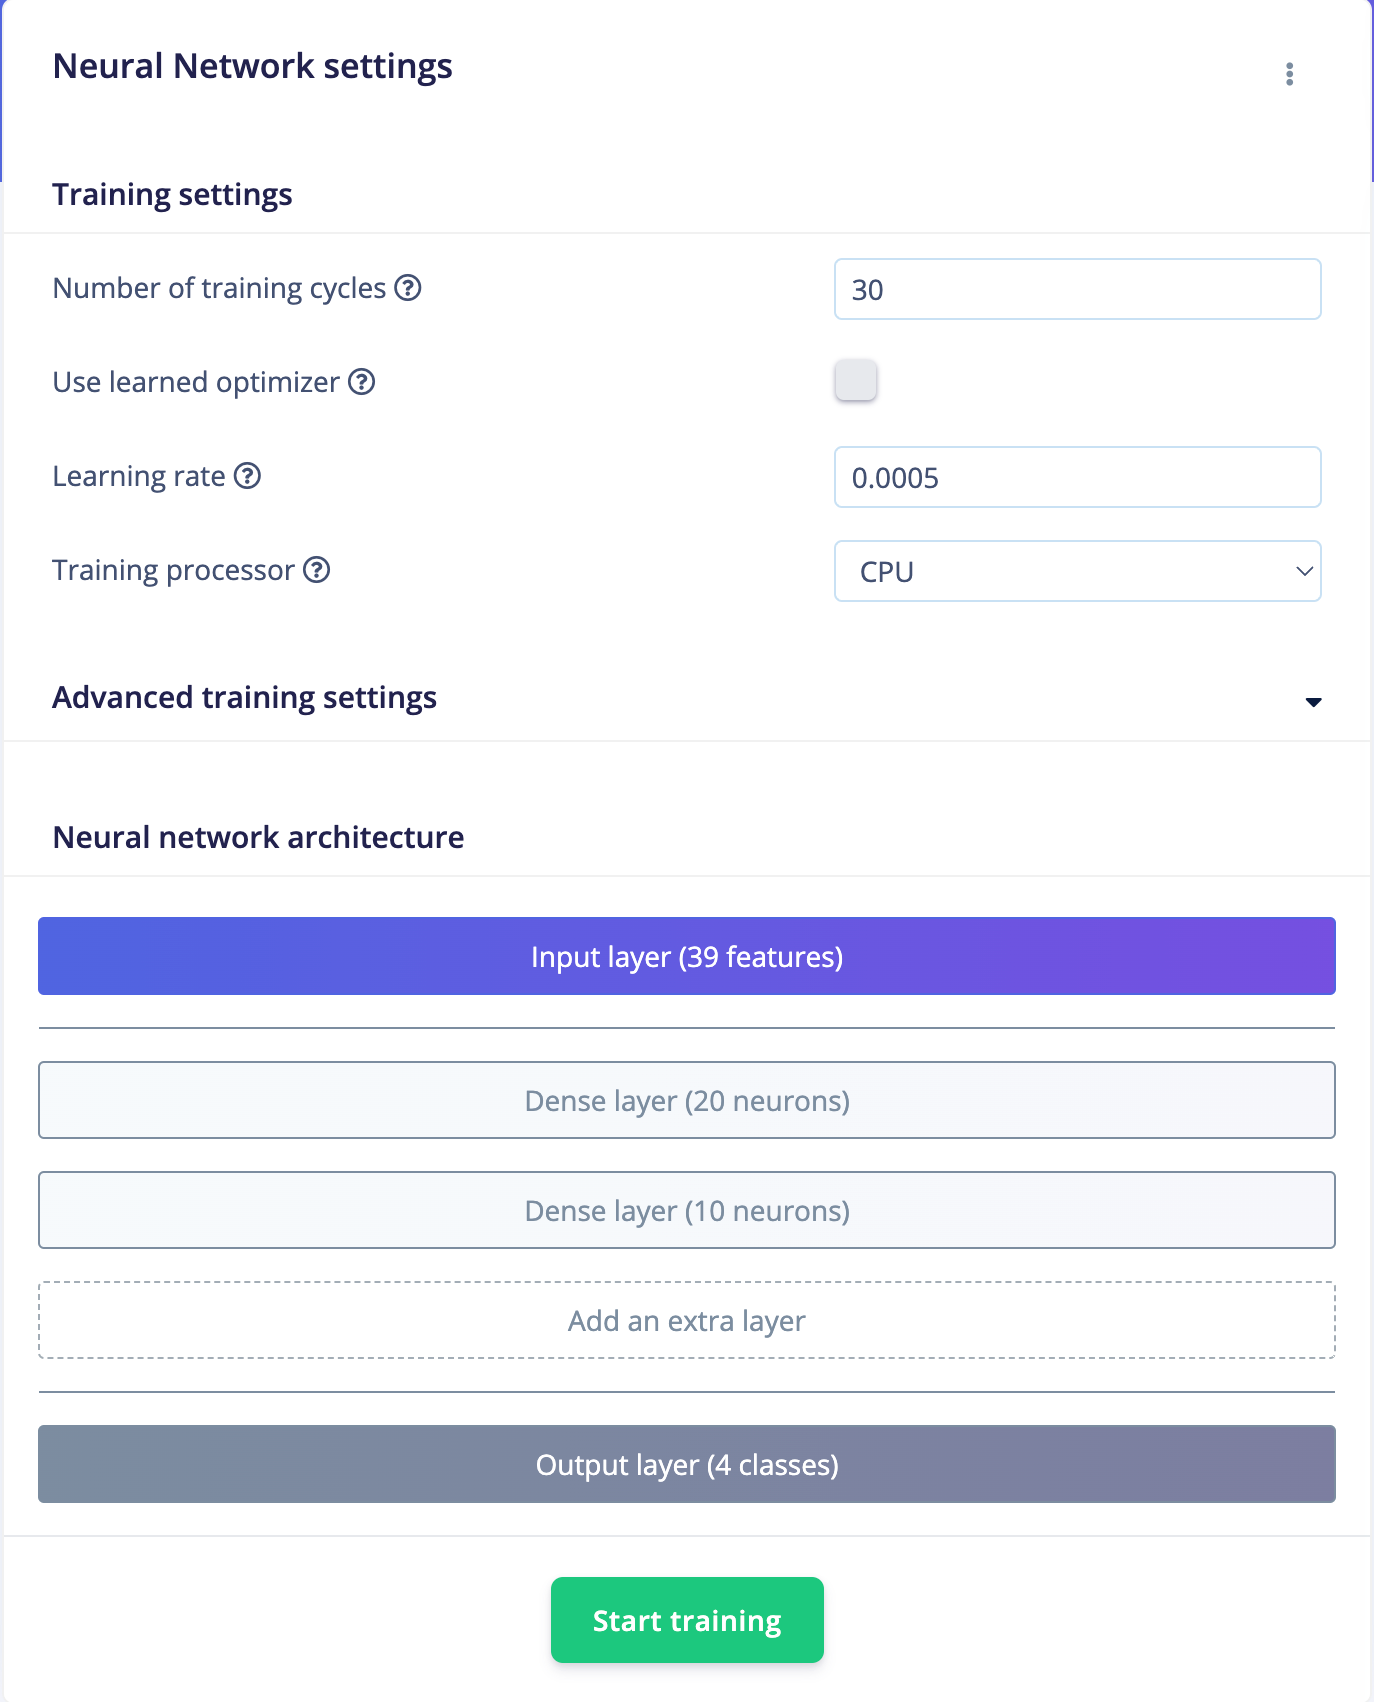 Neural Network settings
Training settings
Number of training cycles
30
Use learned optimizer
Learning rate
0.0005
Training processor
CPU
Advanced training settings
Neural network architecture
Input layer (39 features)
Dense layer (20 neurons)
Dense layer (10 neurons)
Add an extra layer
Output layer (4 classes)
Start training